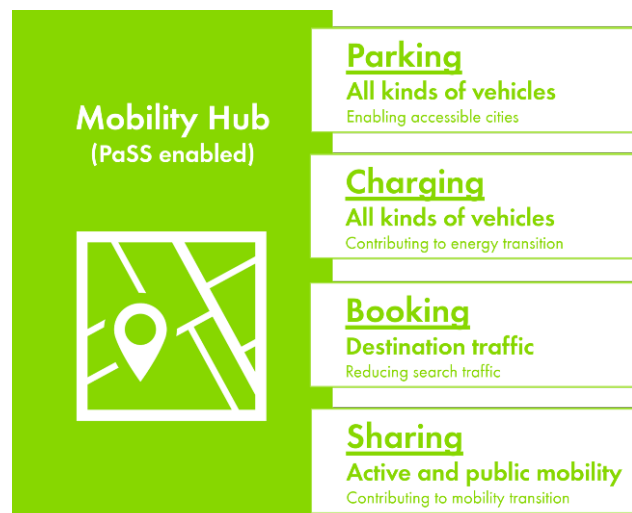 Mobility Hub
(PaSS enabled)
Parking
All kinds of vehicles
Enabling accessible cities
Charging
All kinds of vehicles
Contributing to energy transition
Booking
Destination traffic
Reducing search traffic
Sharing
Active and public mobility
Contributing to mobility transition